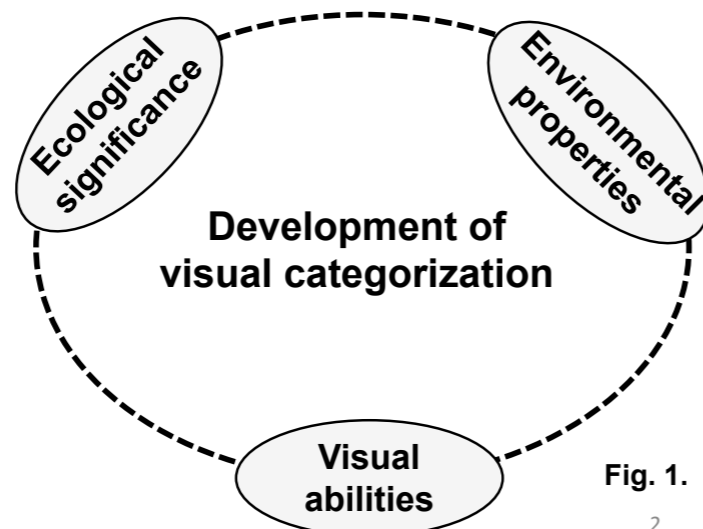 Ecological
significance
Environmental
properties
Development of
visual categorization
Visual
abilities
Fig. 1.
2